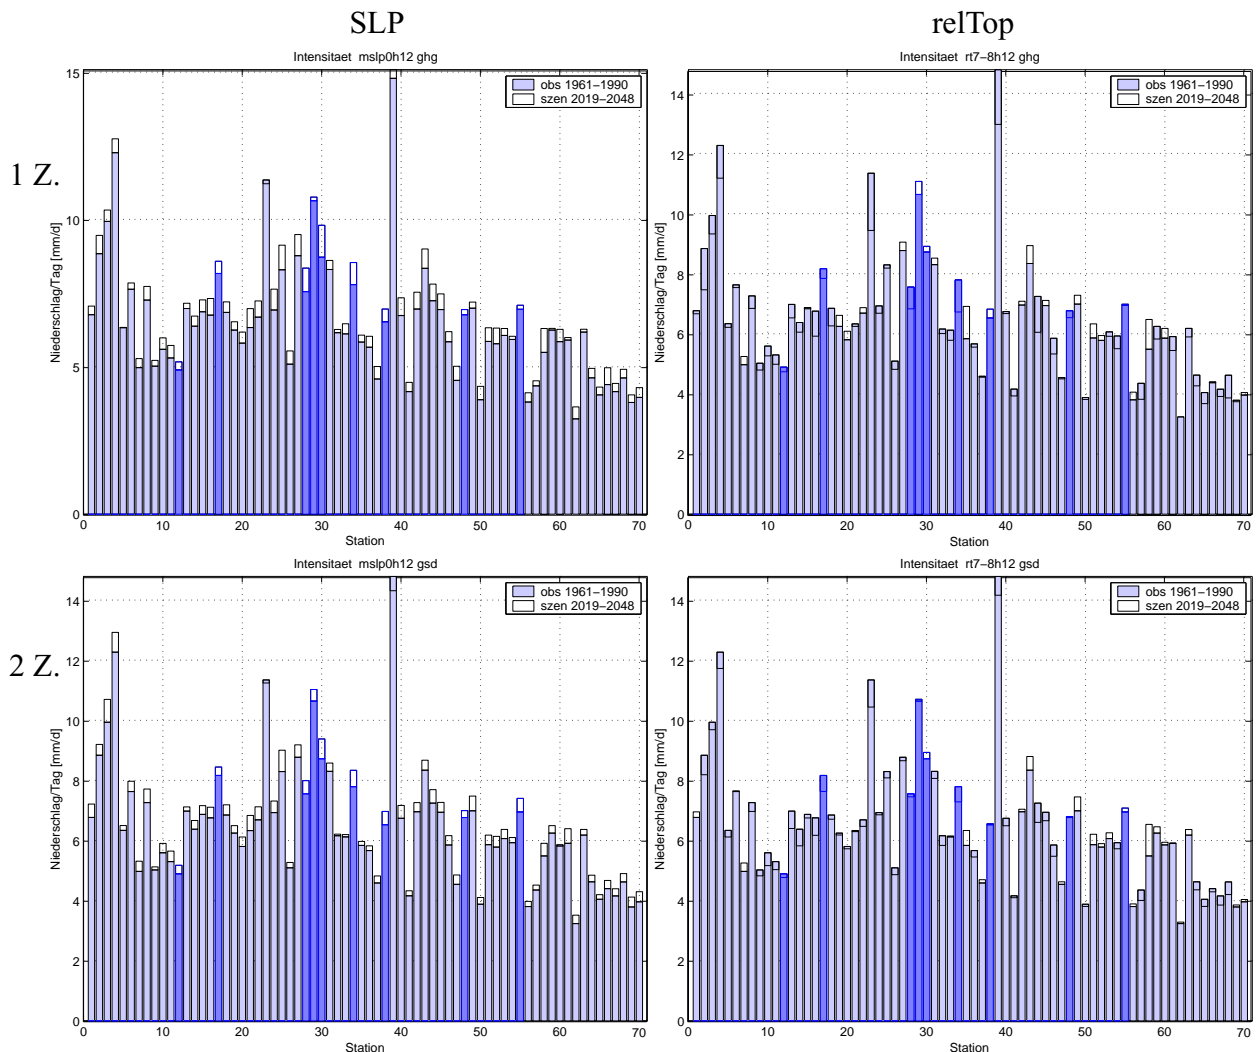 SLP
relTop
1 Z.
Intensitaet mslp0h12 ghg
15
10
5
0
Niederschlag/Tag [mm/d]
obs 1961−1990
szen 2019−2048
0 10 20 30 40 50 60 70
Station
Intensitaet rt7−8h12 ghg
14
12
10
8
6
4
2
0
Niederschlag/Tag [mm/d]
obs 1961−1990
szen 2019−2048
0 10 20 30 40 50 60 70
Station
2 Z.
Intensitaet mslp0h12 gsd
14
12
10
8
6
4
2
0
Niederschlag/Tag [mm/d]
obs 1961−1990
szen 2019−2048
0 10 20 30 40 50 60 70
Station
Intensitaet rt7−8h12 gsd
14
12
10
8
6
4
2
0
Niederschlag/Tag [mm/d]
obs 1961−1990
szen 2019−2048
0 10 20 30 40 50 60 70
Station